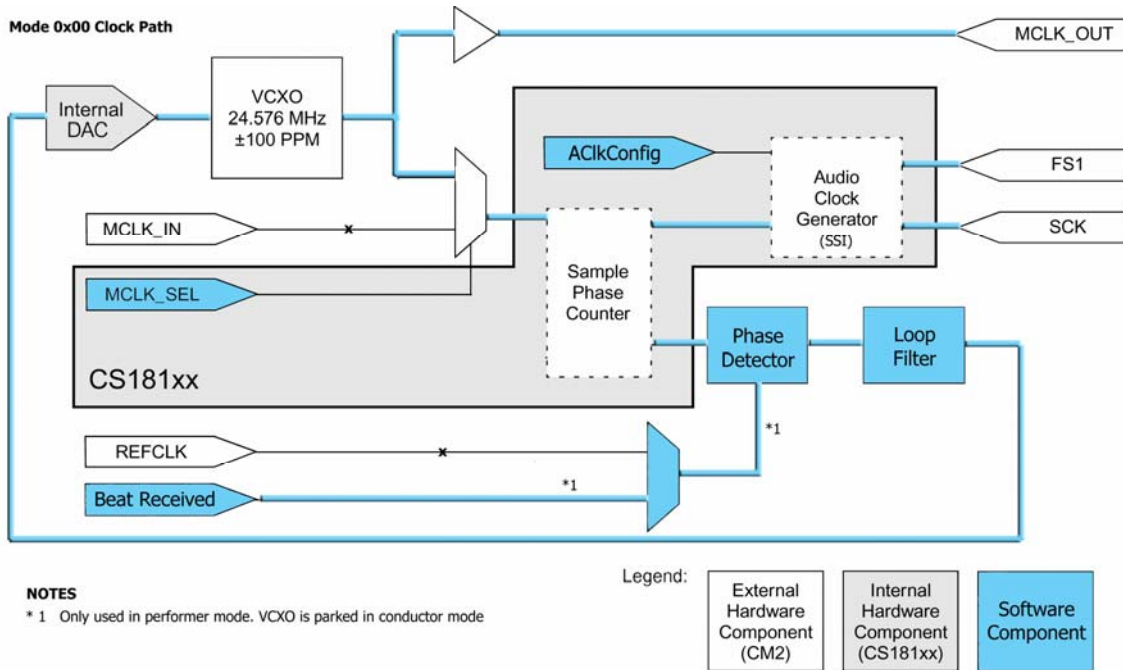 Mode 0x00 Clock Path
MCLK_OUT
Internal
DAC
VCXO
24.576 MHz
±100 PPM
AClkConfig
Audio
Clock
Generator
(SSI)
FS1
SCK
MCLK_IN
x
MCLK_SEL
Sample
Phase
Counter
CS181xx
Phase
Detector
Loop
Filter
REFCLK
x
*1
Beat Received
*1
NOTES
* 1 Only used in performer mode. VCXO is parked in conductor mode
Legend:
External
Hardware
Component
(CM2)
Internal
Hardware
Component
(CS181xx)
Software
Component